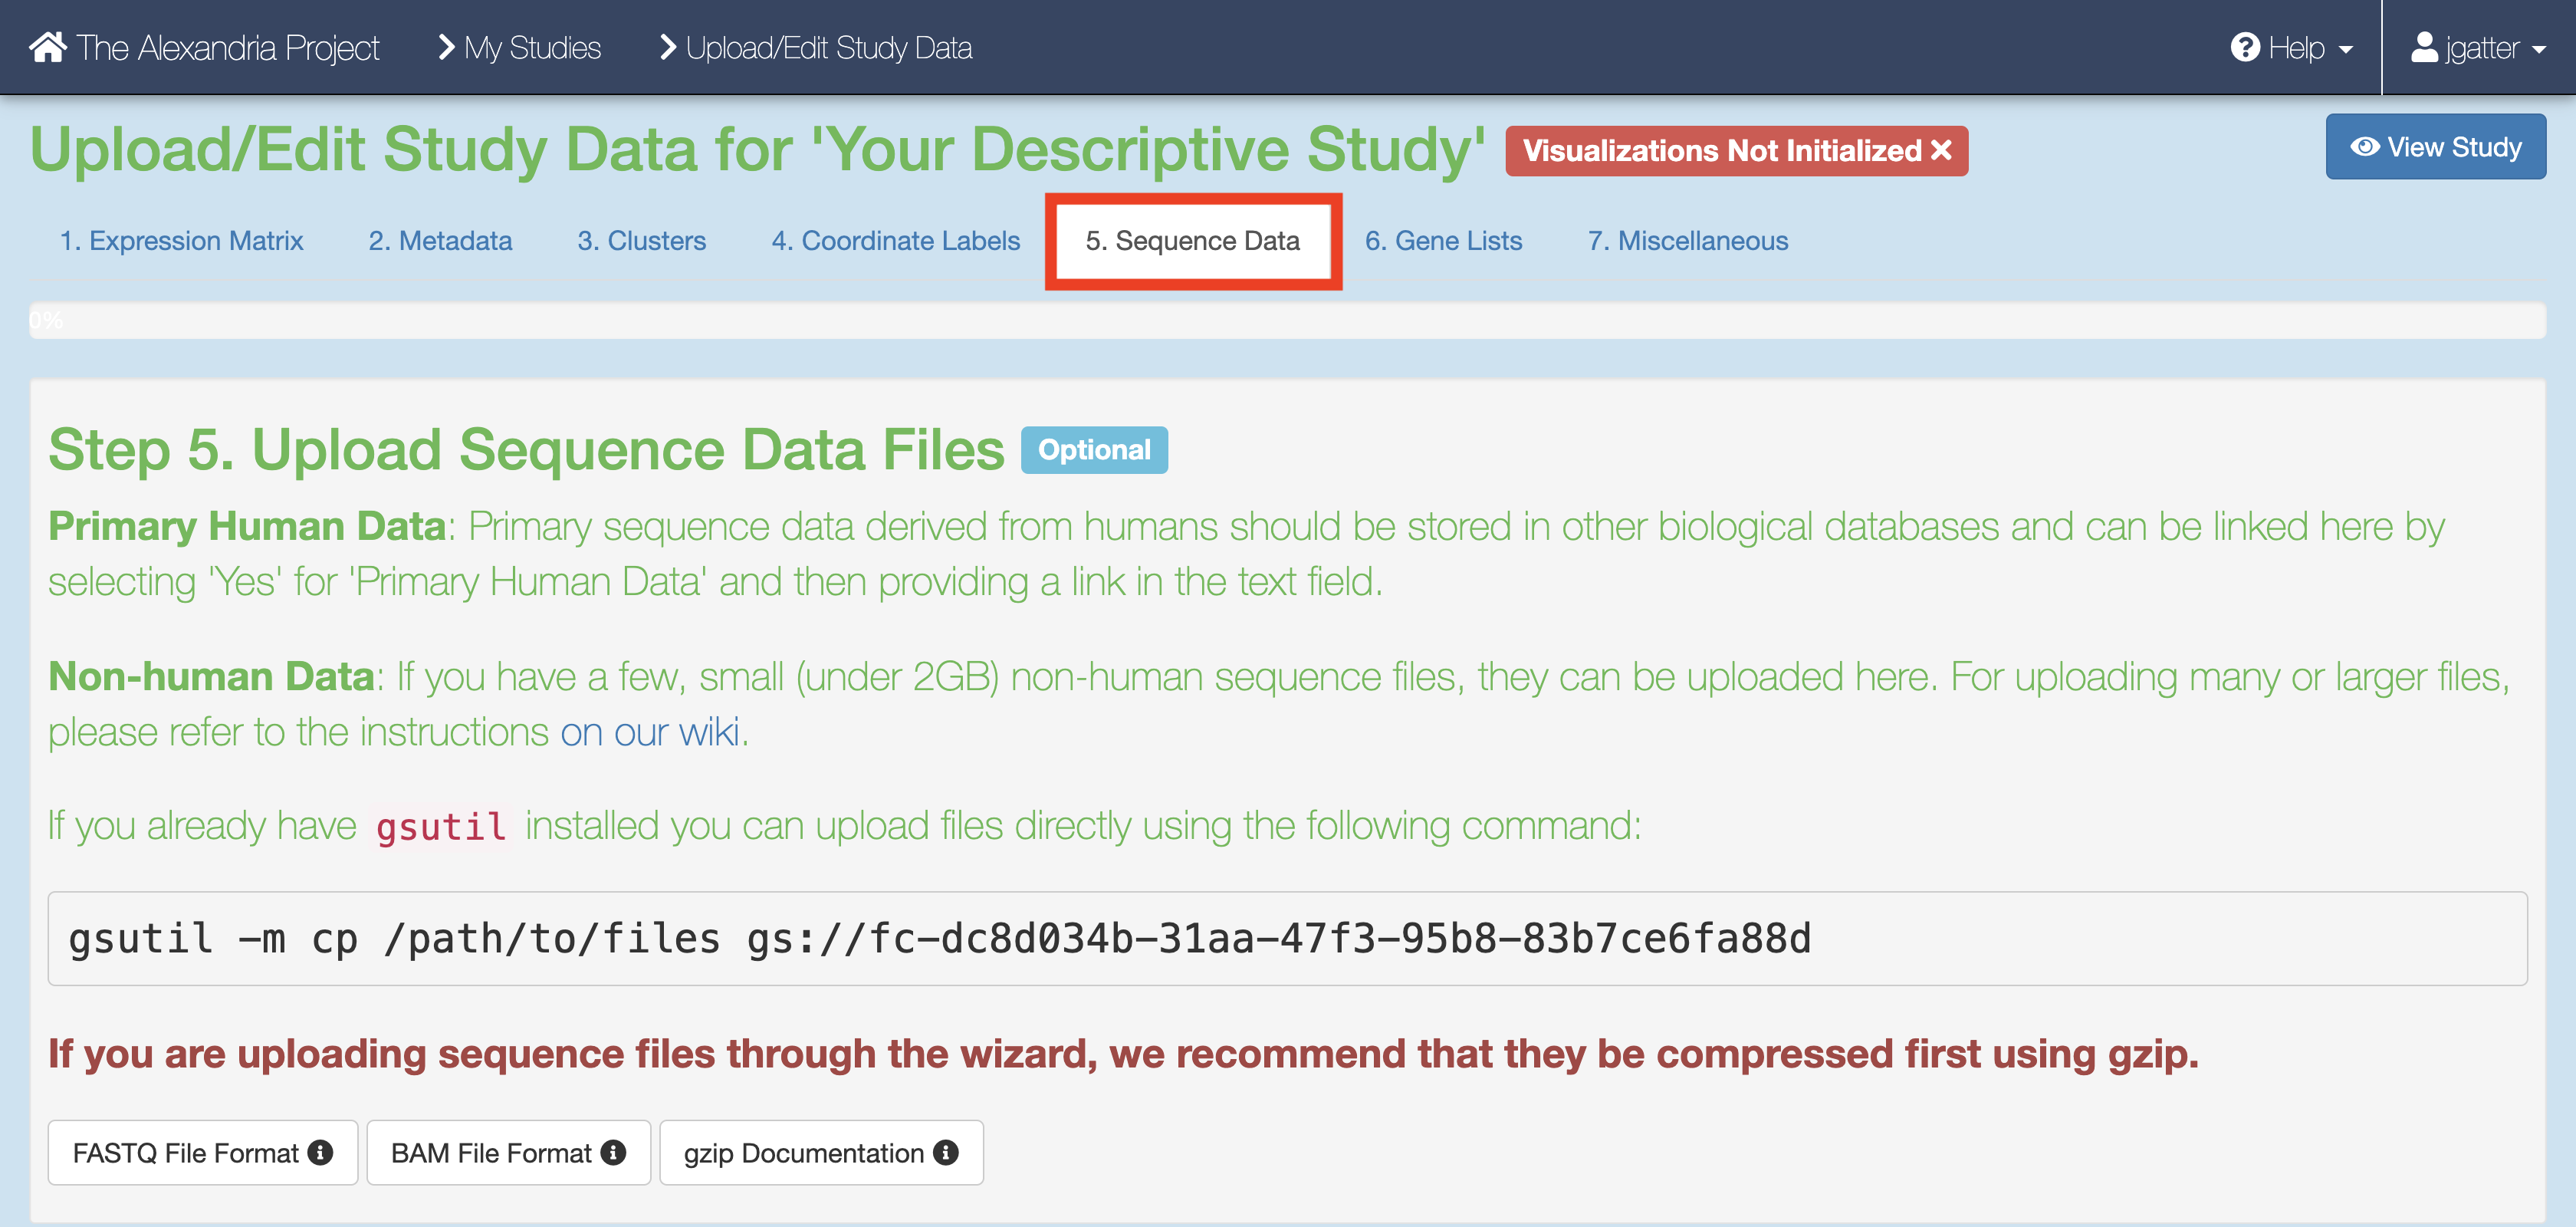 The Alexandria Project My Studies Upload/Edit Study Data Help jgatter
Upload/Edit Study Data for 'Your Descriptive Study' Visualizations Not Initialized View Study
1. Expression Matrix 2. Metadata 3. Clusters 4. Coordinate Labels 5. Sequence Data 6. Gene Lists 7. Miscellaneous
0%
Step 5. Upload Sequence Data Files Optional
Primary Human Data: Primary sequence data derived from humans should be stored in other biological databases and can be linked here by
selecting 'Yes' for 'Primary Human Data' and then providing a link in the text field.
Non-human Data: If you have a few, small (under 2GB) non-human sequence files, they can be uploaded here. For uploading many or larger files,
please refer to the instructions on our wiki.
If you already have gsutil installed you can upload files directly using the following command:
gsutil -m cp /path/to/files gs://fc-dc8d034b-31aa-47f3-95b8-83b7ce6fa88d
If you are uploading sequence files through the wizard, we recommend that they be compressed first using gzip.
FASTQ File Format BAM File Format gzip Documentation